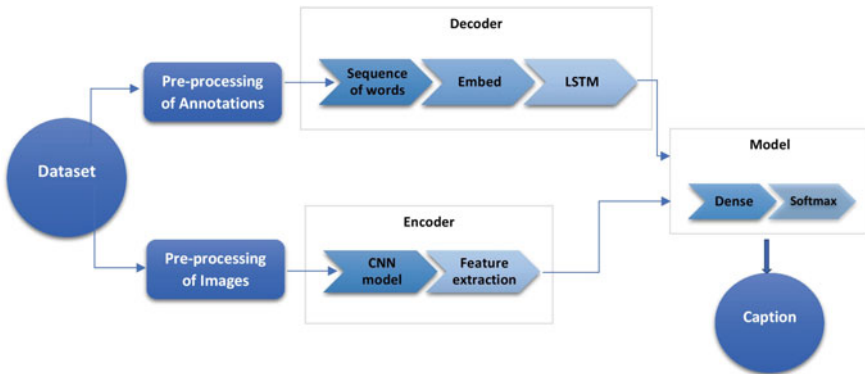 Decoder
Pre-processing
of Annotations
Sequence
of words
Embed
LSTM
Dataset
Model
Dense
Softmax
Encoder
Pre-processing
of Images
CNN
model
Feature
extraction
Caption